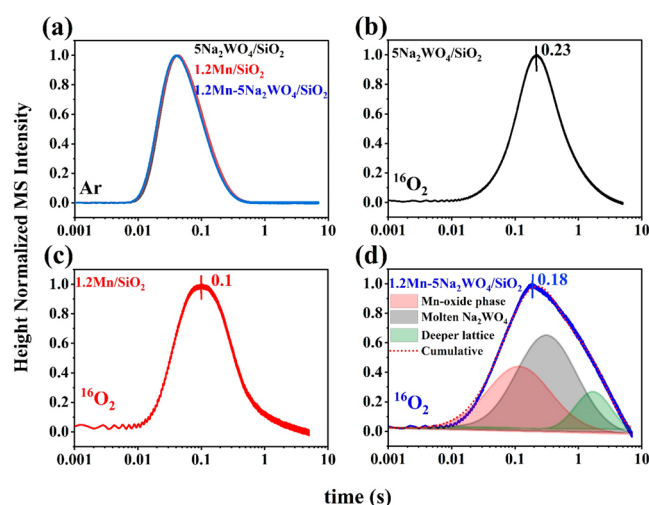 (a)
5Na₂WO₄/SiO₂
1.2Mn/SiO₂
1.2Mn-5Na₂WO₄/SiO₂
Ar
1.0
0.8
0.6
0.4
0.2
0.0
0.001 0.01 0.1 1 10
(b)
5Na₂WO₄/SiO₂
0.23
¹⁶O₂
1.0
0.8
0.6
0.4
0.2
0.0
0.001 0.01 0.1 1 10
(c)
1.2Mn/SiO₂
0.1
¹⁶O₂
1.0
0.8
0.6
0.4
0.2
0.0
0.001 0.01 0.1 1 10
(d)
1.2Mn-5Na₂WO₄/SiO₂
0.18
Mn-oxide phase
Molten Na₂WO₄
Deeper lattice
Cumulative
¹⁶O₂
1.0
0.8
0.6
0.4
0.2
0.0
0.001 0.01 0.1 1 10
Height Normalized MS Intensity
time (s)